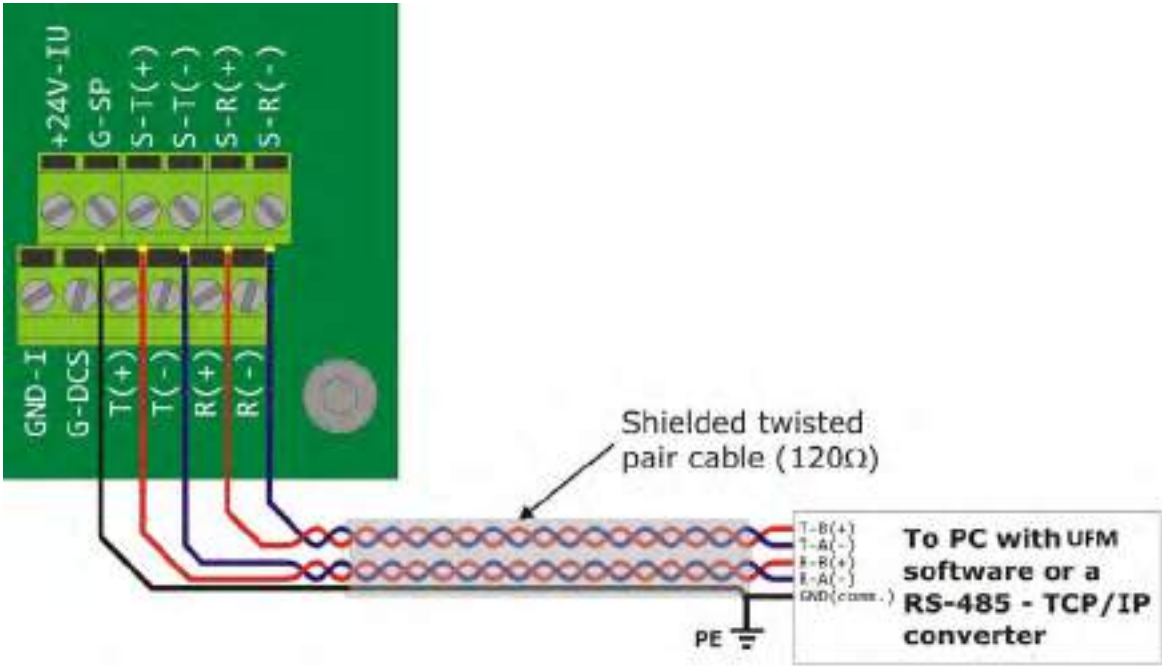 +24V-IU
G-SP
S-T(+)
S-T(-)
S-R(+)
S-R(-)
GND-I
G-DCS
T(+)
T(-)
R(+)
R(-)
Shielded twisted
pair cable (120Ω)
T-B(+)
T-A(-)
R-B(+)
R-A(-)
GND(comm.)
To PC with UFM
software or a
RS-485 - TCP/IP
converter
PE